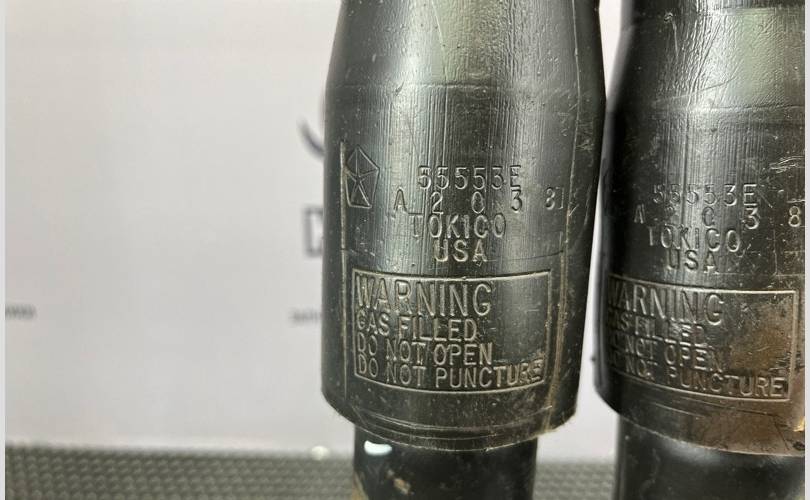 55553E
A 2 0 3 81
TOKICO
USA
WARNING
GAS FILLED
DO NOT OPEN
DO NOT PUNCTURE
55553E
A 2 0 3 8
TOKICO
USA
WARNING
GAS FILLED
DO NOT OPEN
DO NOT PUNCTURE